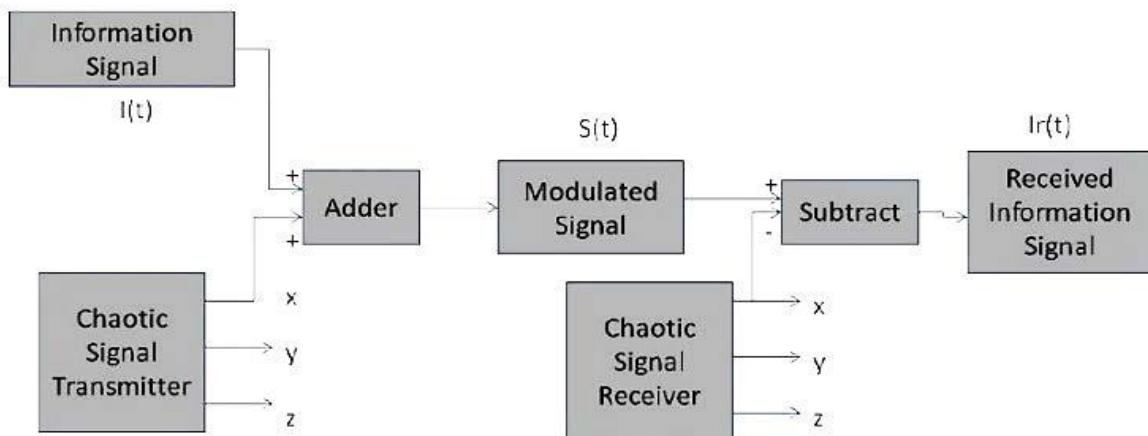 Information
Signal
I(t)
S(t)
Ir(t)
+
+
Adder
Modulated
Signal
+
-
Subtract
Received
Information
Signal
Chaotic
Signal
Transmitter
x
y
z
Chaotic
Signal
Receiver
x
y
z